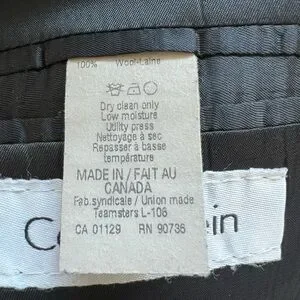 100% Wool-Laine
Dry clean only
Low moisture
Utility press
Nettoyage à sec
Repasser à basse
température
MADE IN / FAIT AU
CANADA
Fab.syndicale / Union made
Teamsters L-106
CA 01129 RN 90736
C ein